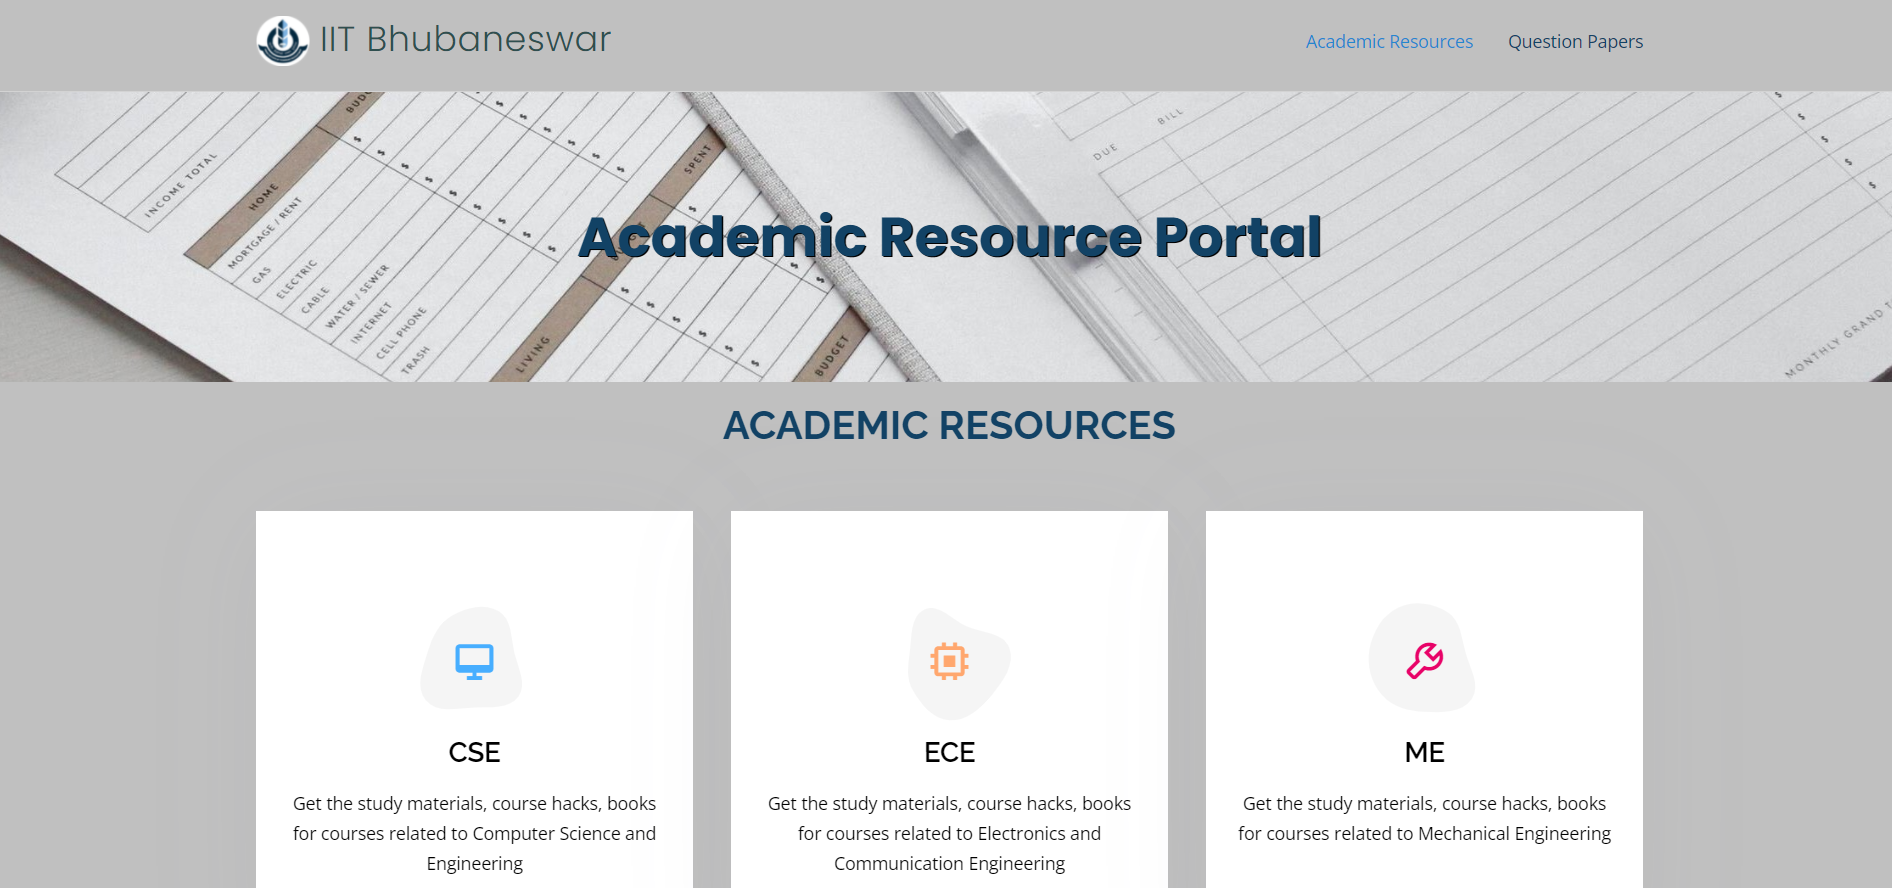 IIT Bhubaneswar
Academic Resources
Question Papers
BUDG
INCOME TOTAL
HOME
MORTGAGE / RENT
GAS
ELECTRIC
CABLE
WATER / SEWER
INTERNET
CELL PHONE
TRASH
SPENT
LIVING
BUDGET
BILL
DUE
MONTHLY GRAND T
Academic Resource Portal
ACADEMIC RESOURCES
CSE
Get the study materials, course hacks, books
for courses related to Computer Science and
Engineering
ECE
Get the study materials, course hacks, books
for courses related to Electronics and
Communication Engineering
ME
Get the study materials, course hacks, books
for courses related to Mechanical Engineering